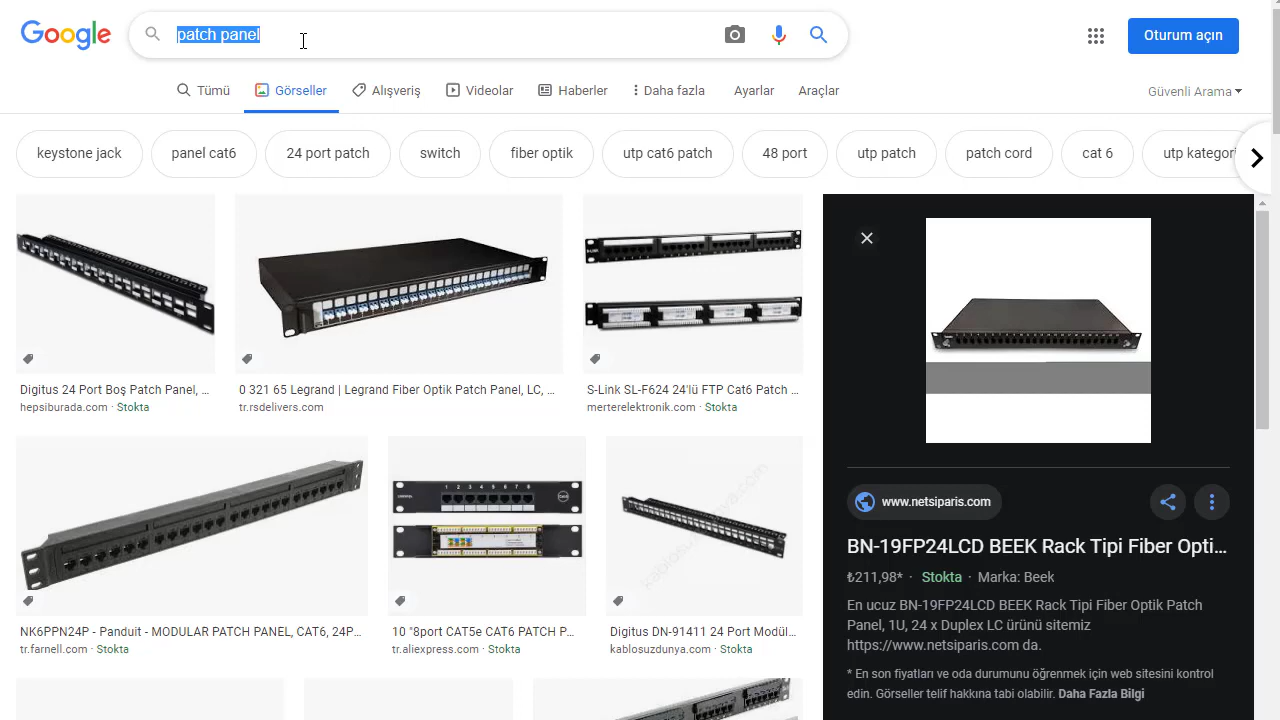 Google
patch panel
Oturum açın
Tümü
Görseller
Alışveriş
Videolar
Haberler
Daha fazla
Ayarlar
Araçlar
Güvenli Arama
keystone jack
panel cat6
24 port patch
switch
fiber optik
utp cat6 patch
48 port
utp patch
patch cord
cat 6
utp kategori
Digitus 24 Port Boş Patch Panel, ...
hepsiburada.com · Stokta
0 321 65 Legrand | Legrand Fiber Optik Patch Panel, LC, ...
tr.rsdelivers.com
S-Link SL-F624 24'lü FTP Cat6 Patch ...
merterelektronik.com · Stokta
1 2 3 4 5 6 7 8
NK6PPN24P - Panduit - MODULAR PATCH PANEL, CAT6, 24P...
tr.farnell.com · Stokta
10 "8port CAT5e CAT6 PATCH P...
tr.aliexpress.com · Stokta
Digitus DN-91411 24 Port Modül...
kablosuzdunya.com · Stokta
www.netsiparis.com
BN-19FP24LCD BEEK Rack Tipi Fiber Opti...
₺211,98* · Stokta · Marka: Beek
En ucuz BN-19FP24LCD BEEK Rack Tipi Fiber Optik Patch
Panel, 1U, 24 x Duplex LC ürünü sitemiz
https://www.netsiparis.com da.
* En son fiyatları ve oda durumunu öğrenmek için web sitesini kontrol
edin. Görseller telif hakkına tabi olabilir. Daha Fazla Bilgi